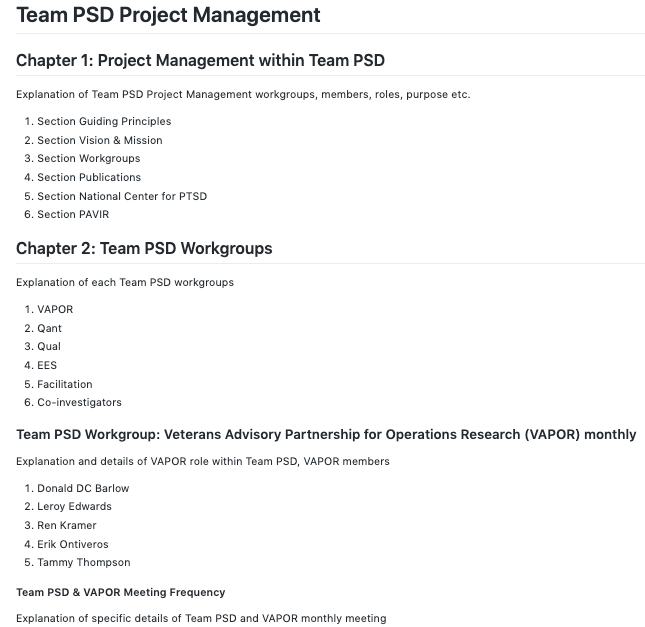 Team PSD Project Management
Chapter 1: Project Management within Team PSD
Explanation of Team PSD Project Management workgroups, members, roles, purpose etc.
1. Section Guiding Principles
2. Section Vision & Mission
3. Section Workgroups
4. Section Publications
5. Section National Center for PTSD
6. Section PAVIR
Chapter 2: Team PSD Workgroups
Explanation of each Team PSD workgroups
1. VAPOR
2. Qant
3. Qual
4. EES
5. Facilitation
6. Co-investigators
Team PSD Workgroup: Veterans Advisory Partnership for Operations Research (VAPOR) monthly
Explanation and details of VAPOR role within Team PSD, VAPOR members
1. Donald DC Barlow
2. Leroy Edwards
3. Ren Kramer
4. Erik Ontiveros
5. Tammy Thompson
Team PSD & VAPOR Meeting Frequency
Explanation of specific details of Team PSD and VAPOR monthly meeting